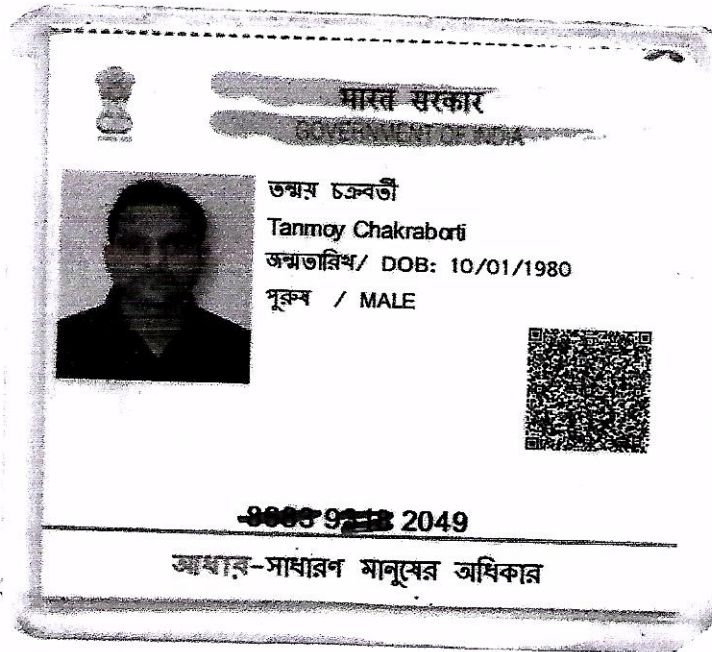 भारत सरकार
GOVERNMENT OF INDIA
তন্ময় চক্রবর্তী
Tanmoy Chakraborti
জন্মতারিখ/ DOB: 10/01/1980
পুরুষ / MALE
2049
আধার-সাধারণ মানুষের অধিকার